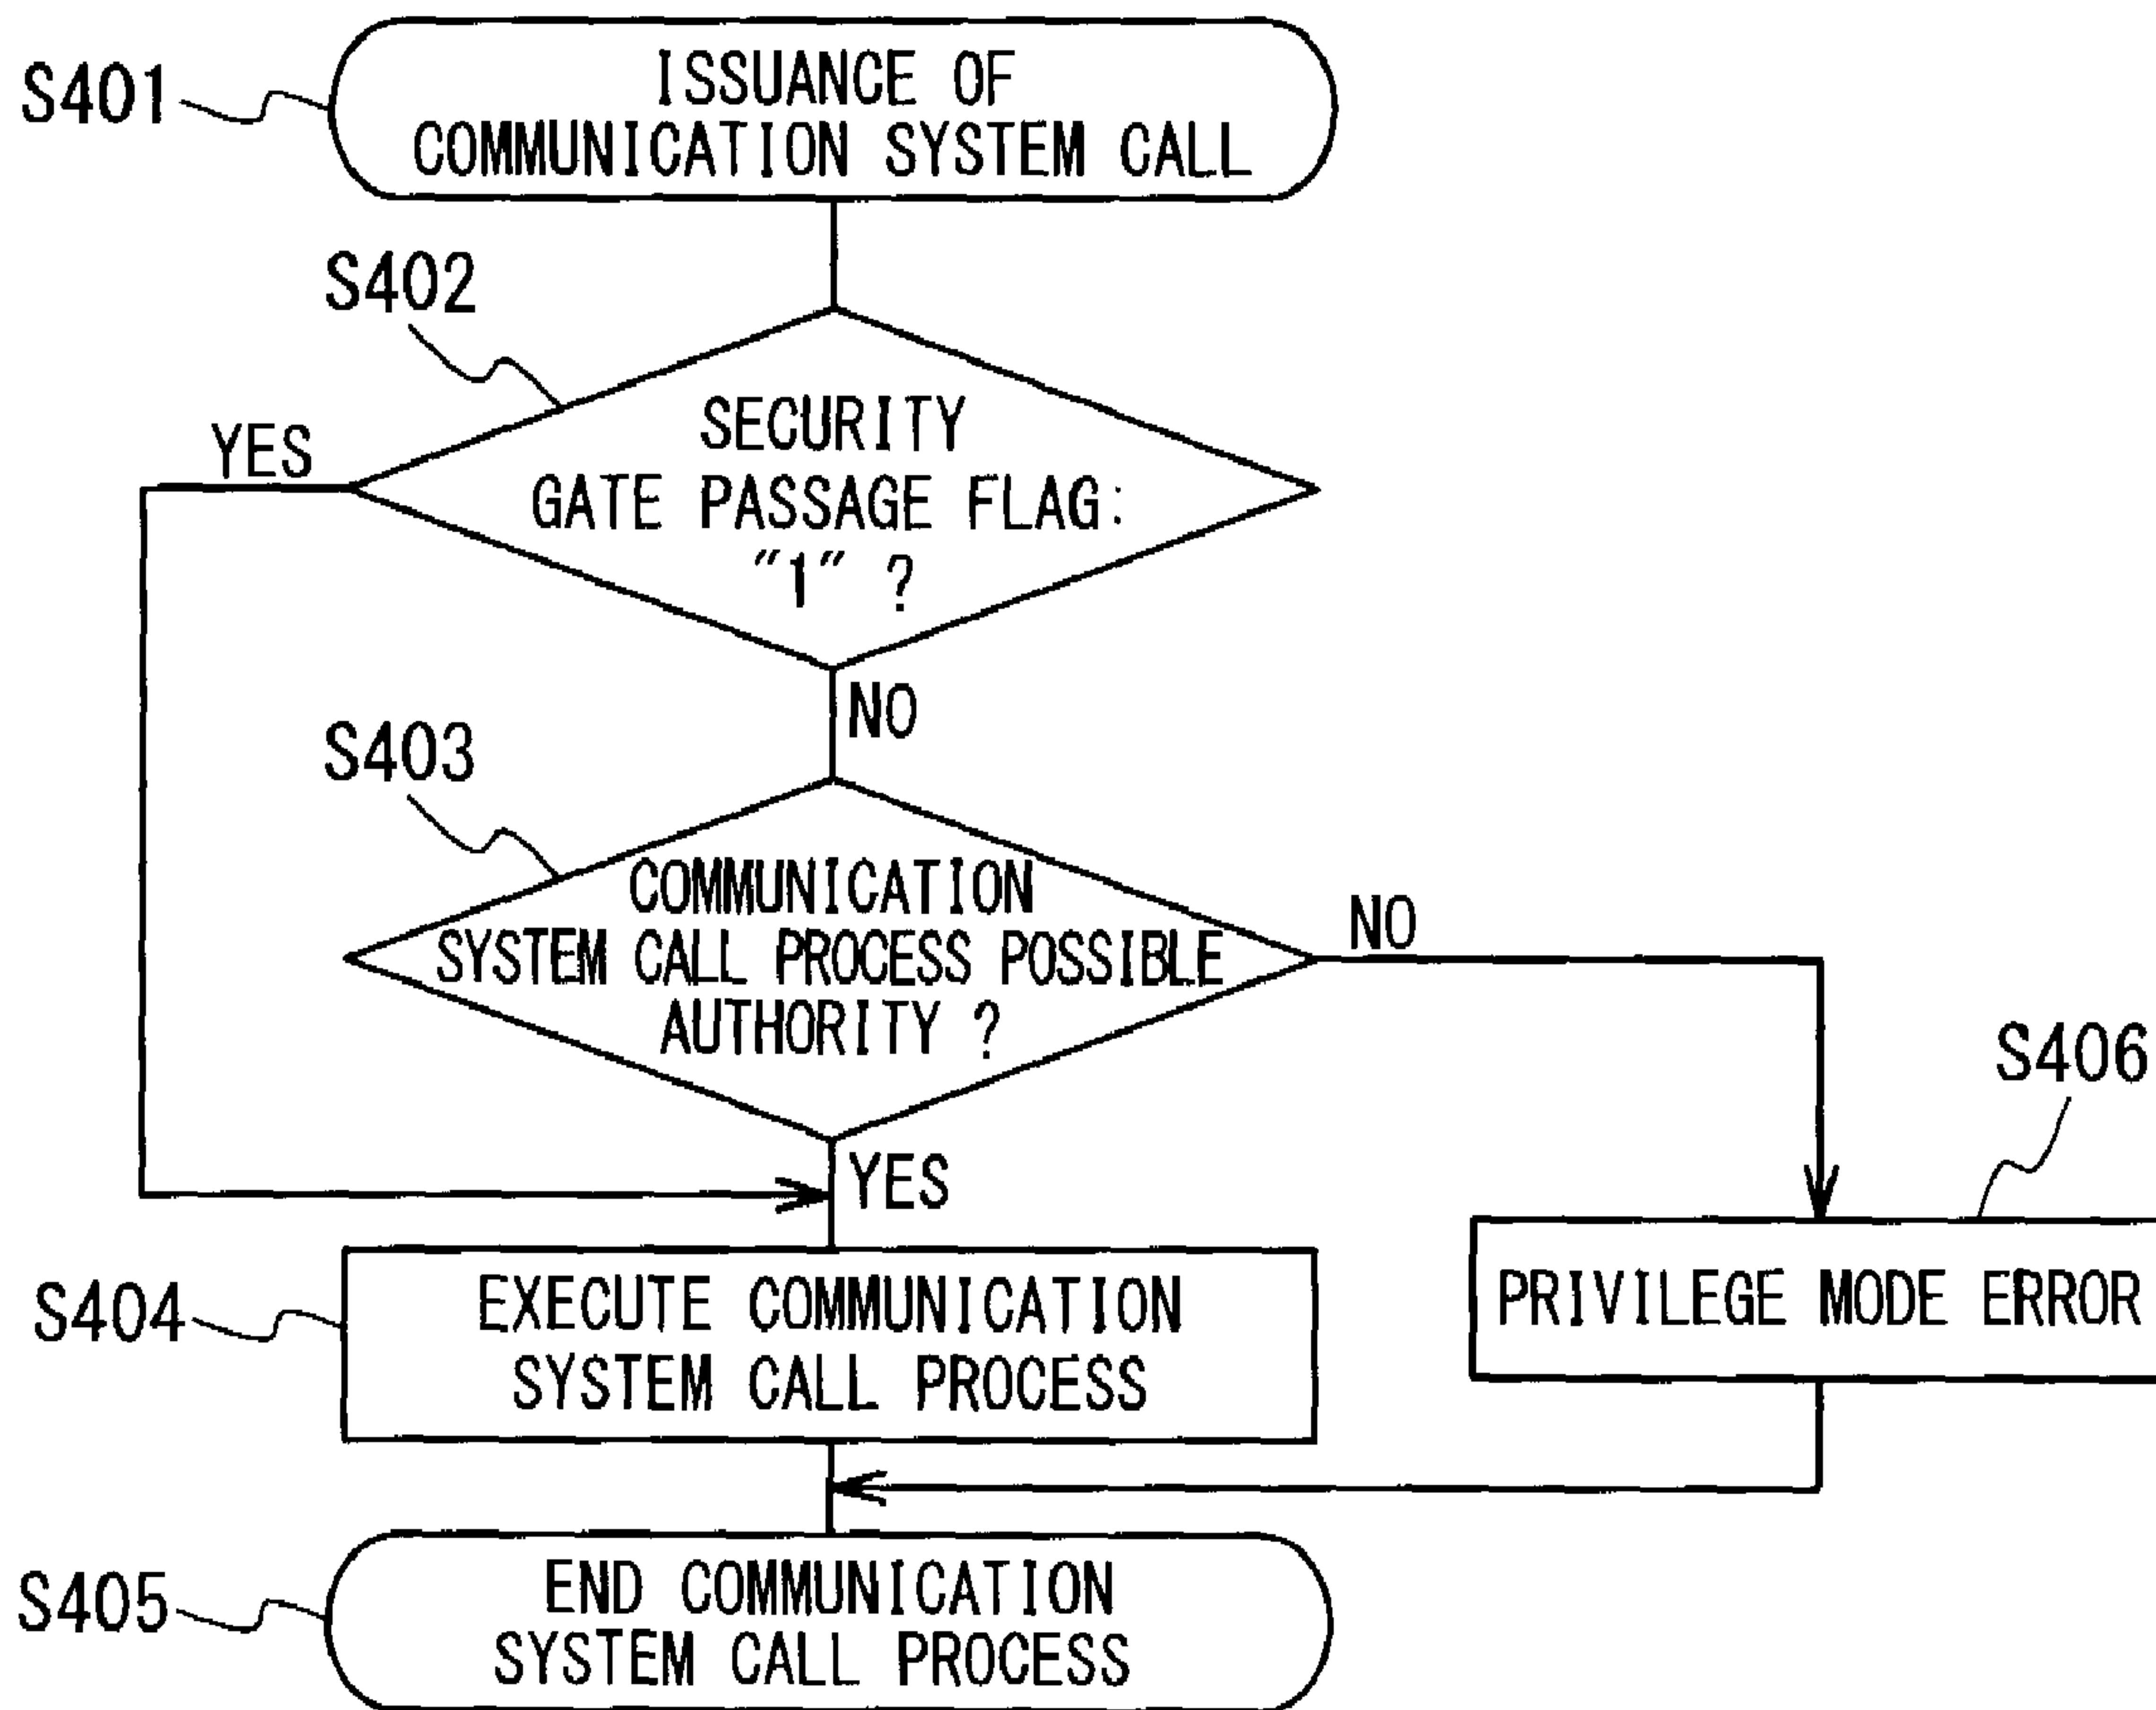 S401
ISSUANCE OF
COMMUNICATION SYSTEM CALL
S402
YES
SECURITY
GATE PASSAGE FLAG:
"1" ?
NO
S403
COMMUNICATION
SYSTEM CALL PROCESS POSSIBLE
AUTHORITY ?
NO
YES
S406
PRIVILEGE MODE ERROR
S404
EXECUTE COMMUNICATION
SYSTEM CALL PROCESS
S405
END COMMUNICATION
SYSTEM CALL PROCESS